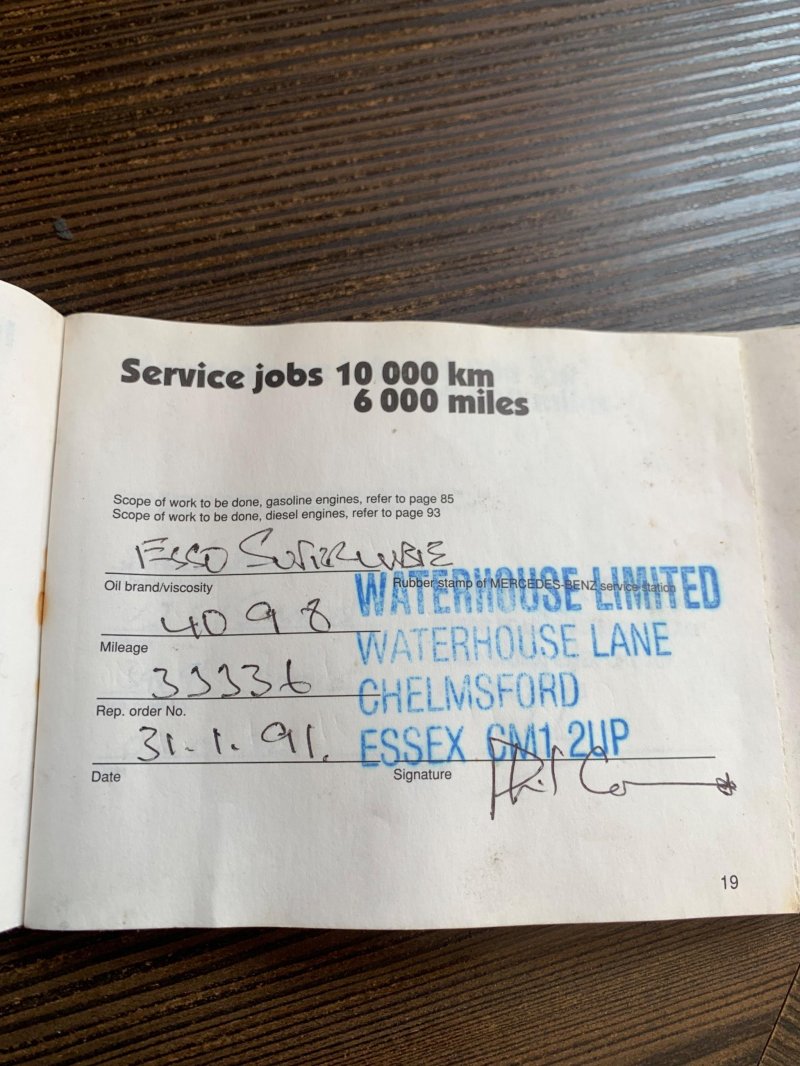 Service jobs 10 000 km
6 000 miles
Scope of work to be done, gasoline engines, refer to page 85
Scope of work to be done, diesel engines, refer to page 93
Esso
Oil brand/viscosity
Rubber stamp of MERCEDES-BENZ service station
WATERHOUSE LIMITED
4098
Mileage
WATERHOUSE LANE
33336
CHELMSFORD
Rep. order No.
31.1.91.
ESSEX CM1 2UP
Date
Signature
19